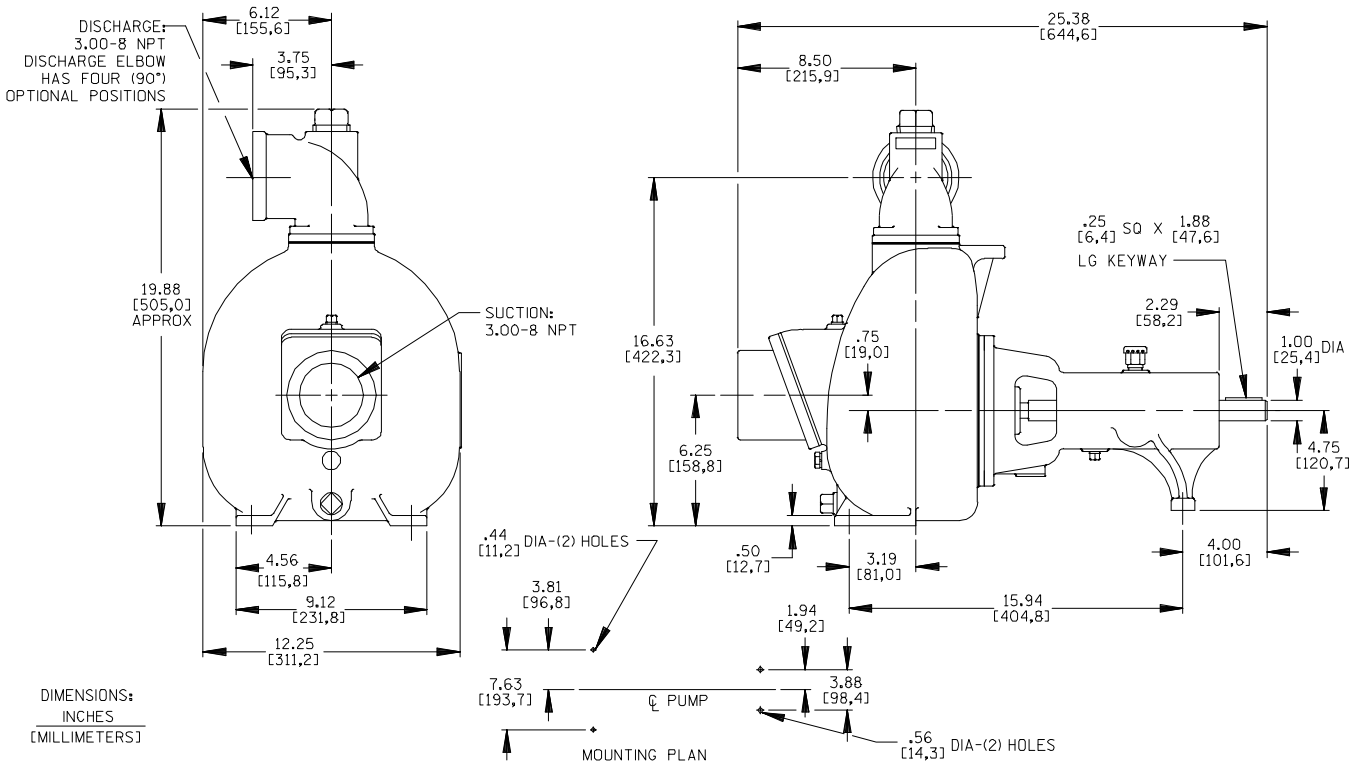 DISCHARGE:
3.00-8 NPT
DISCHARGE ELBOW
HAS FOUR (90°)
OPTIONAL POSITIONS
6.12
[155,6]
3.75
[95,3]
19.88
[505,0]
APPROX
SUCTION:
3.00-8 NPT
4.56
[115,8]
9.12
[231,8]
12.25
[311,2]
25.38
[644,6]
8.50
[215,9]
16.63
[422,3]
.75
[19,0]
6.25
[158,8]
.25
[6,4] SQ X 1.88
[47,6]
LG KEYWAY
2.29
[58,2]
1.00
[25,4] DIA
4.75
[120,7]
.50
[12,7]
3.19
[81,0]
4.00
[101,6]
15.94
[404,8]
.44
[11,2] DIA-(2) HOLES
3.81
[96,8]
7.63
[193,7]
1.94
[49,2]
3.88
[98,4]
℄ PUMP
.56
[14,3] DIA-(2) HOLES
MOUNTING PLAN
DIMENSIONS:
INCHES
[MILLIMETERS]